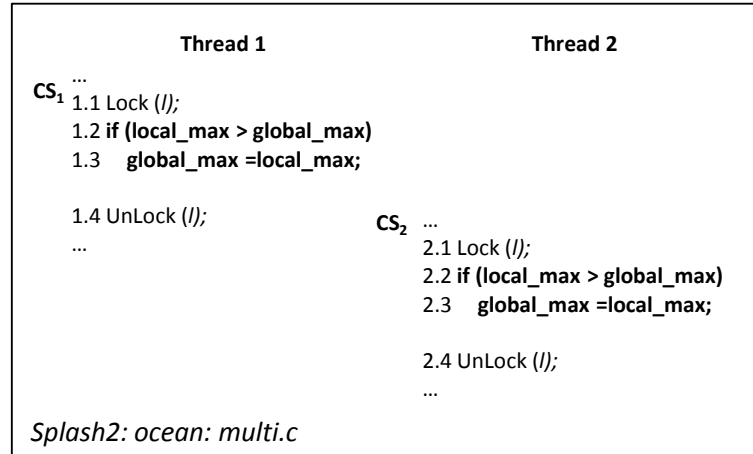 Thread 1
Thread 2
...
CS1 1.1 Lock (l);
1.2 if (local_max > global_max)
1.3 global_max =local_max;
1.4 UnLock (l);
...
CS2 ...
2.1 Lock (l);
2.2 if (local_max > global_max)
2.3 global_max =local_max;
2.4 UnLock (l);
...
Splash2: ocean: multi.c